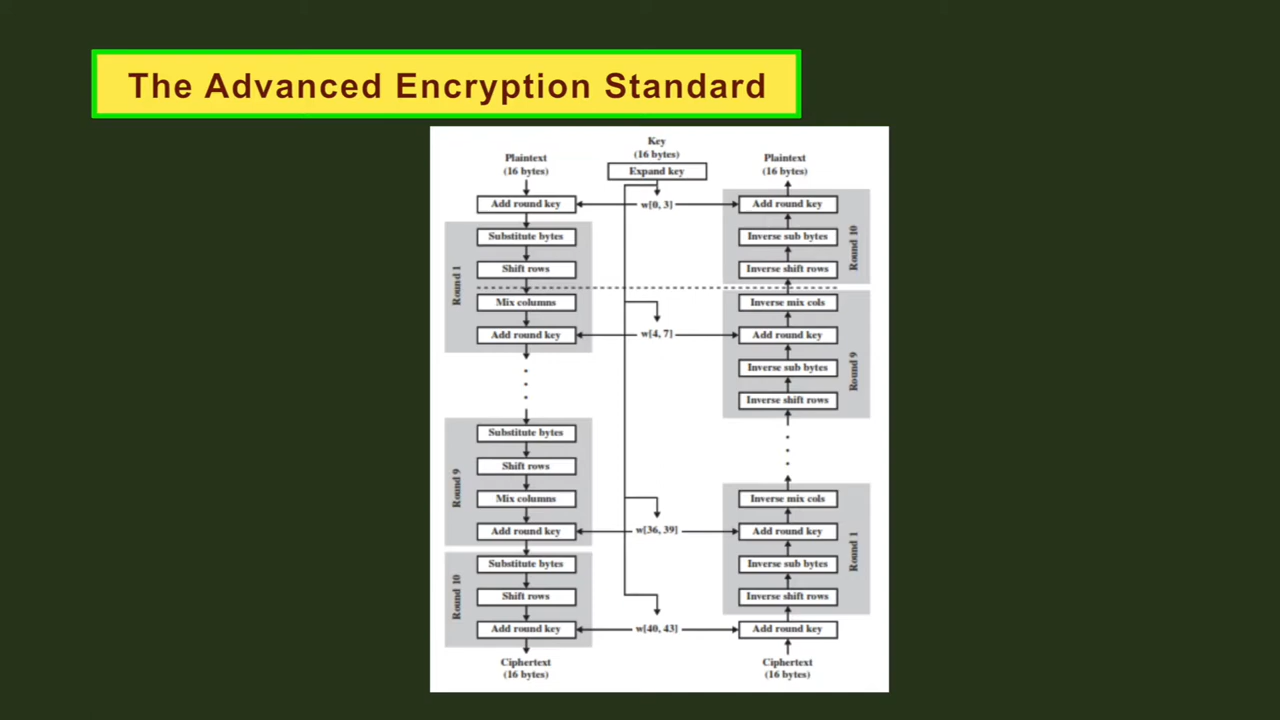 The Advanced Encryption Standard
Plaintext
(16 bytes)
Add round key
Round 1
Substitute bytes
Shift rows
Mix columns
Add round key
.
.
.
Round 9
Substitute bytes
Shift rows
Mix columns
Add round key
Round 10
Substitute bytes
Shift rows
Add round key
Ciphertext
(16 bytes)
Key
(16 bytes)
Expand key
w[0, 3]
w[4, 7]
w[36, 39]
w[40, 43]
Plaintext
(16 bytes)
Add round key
Inverse sub bytes
Inverse shift rows
Round 10
Inverse mix cols
Add round key
Inverse sub bytes
Inverse shift rows
Round 9
.
.
.
Inverse mix cols
Add round key
Inverse sub bytes
Inverse shift rows
Round 1
Add round key
Ciphertext
(16 bytes)